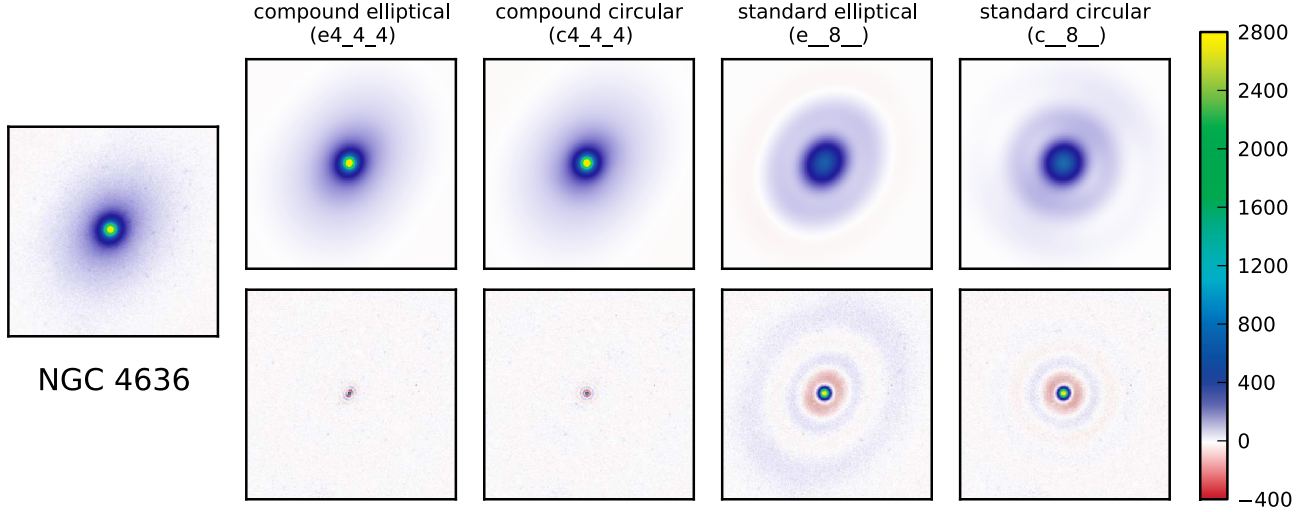 compound elliptical
(e4_4_4)
compound circular
(c4_4_4)
standard elliptical
(e__8__)
standard circular
(c__8__)
NGC 4636
2800
2400
2000
1600
1200
800
400
0
−400